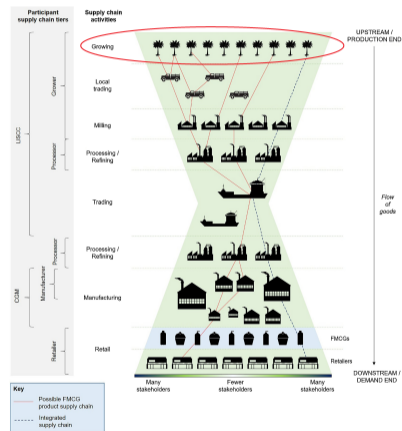 Participant
supply chain tiers
Supply chain
activities
UPSTREAM /
PRODUCTION END
Growing
Local
trading
Milling
Processing /
Refining
Trading
Processing /
Refining
Manufacturing
Retail
USCC
CGM
Grower
Processor
Processor
Manufacturer
Retailer
Flow
of
goods
FMCGs
Retailers
DOWNSTREAM /
DEMAND END
Many
stakeholders
Fewer
stakeholders
Many
stakeholders
Key
Possible FMCG
product supply chain
Integrated
supply chain